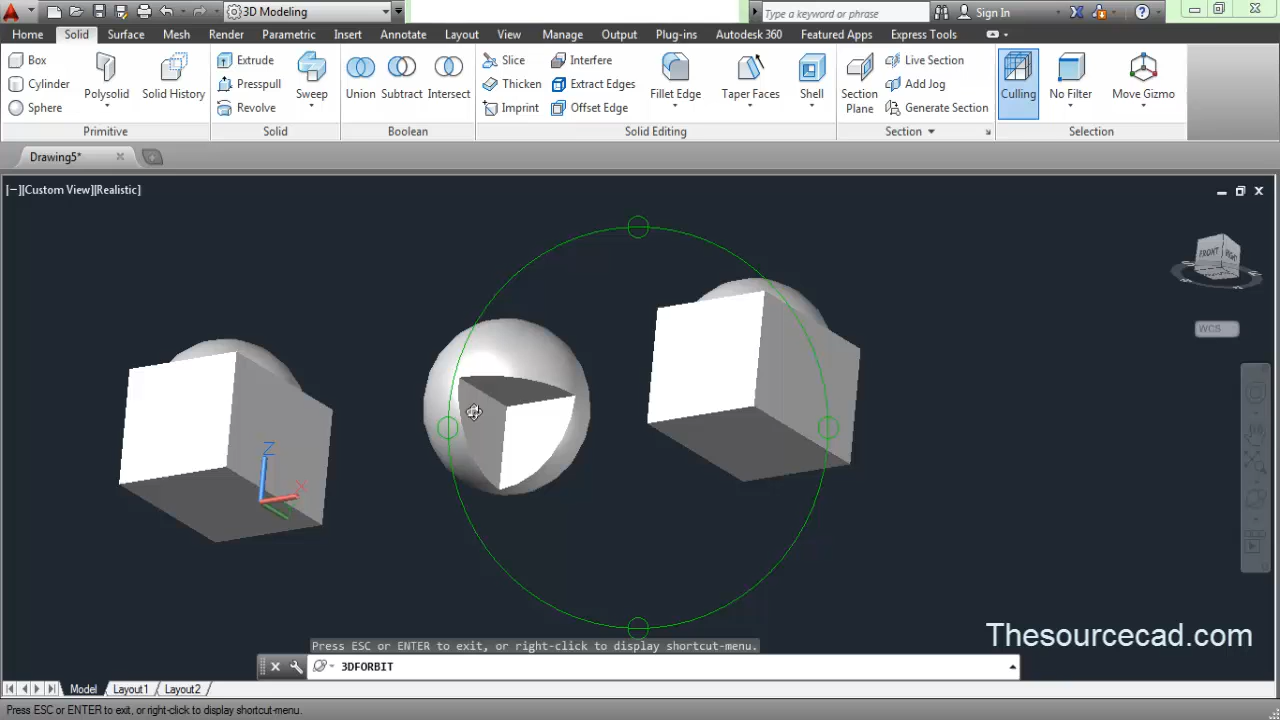 3D Modeling
Type a keyword or phrase
Sign In
Home Solid Surface Mesh Render Parametric Insert Annotate Layout View Manage Output Plug-ins Autodesk 360 Featured Apps Express Tools
Box
Cylinder
Sphere
Polysolid
Solid History
Primitive
Extrude
Presspull
Revolve
Sweep
Solid
Union Subtract Intersect
Boolean
Slice
Thicken
Imprint
Interfere
Extract Edges
Offset Edge
Fillet Edge
Taper Faces
Shell
Solid Editing
Section
Plane
Live Section
Add Jog
Generate Section
Section
Culling
No Filter
Move Gizmo
Selection
Drawing5*
[−][Custom View][Realistic]
FRONT RIGHT
WCS
Z
X
Thesourcecad.com
Press ESC or ENTER to exit, or right-click to display shortcut-menu.
3DFORBIT
Model Layout1 Layout2
Press ESC or ENTER to exit, or right-click to display shortcut-menu.